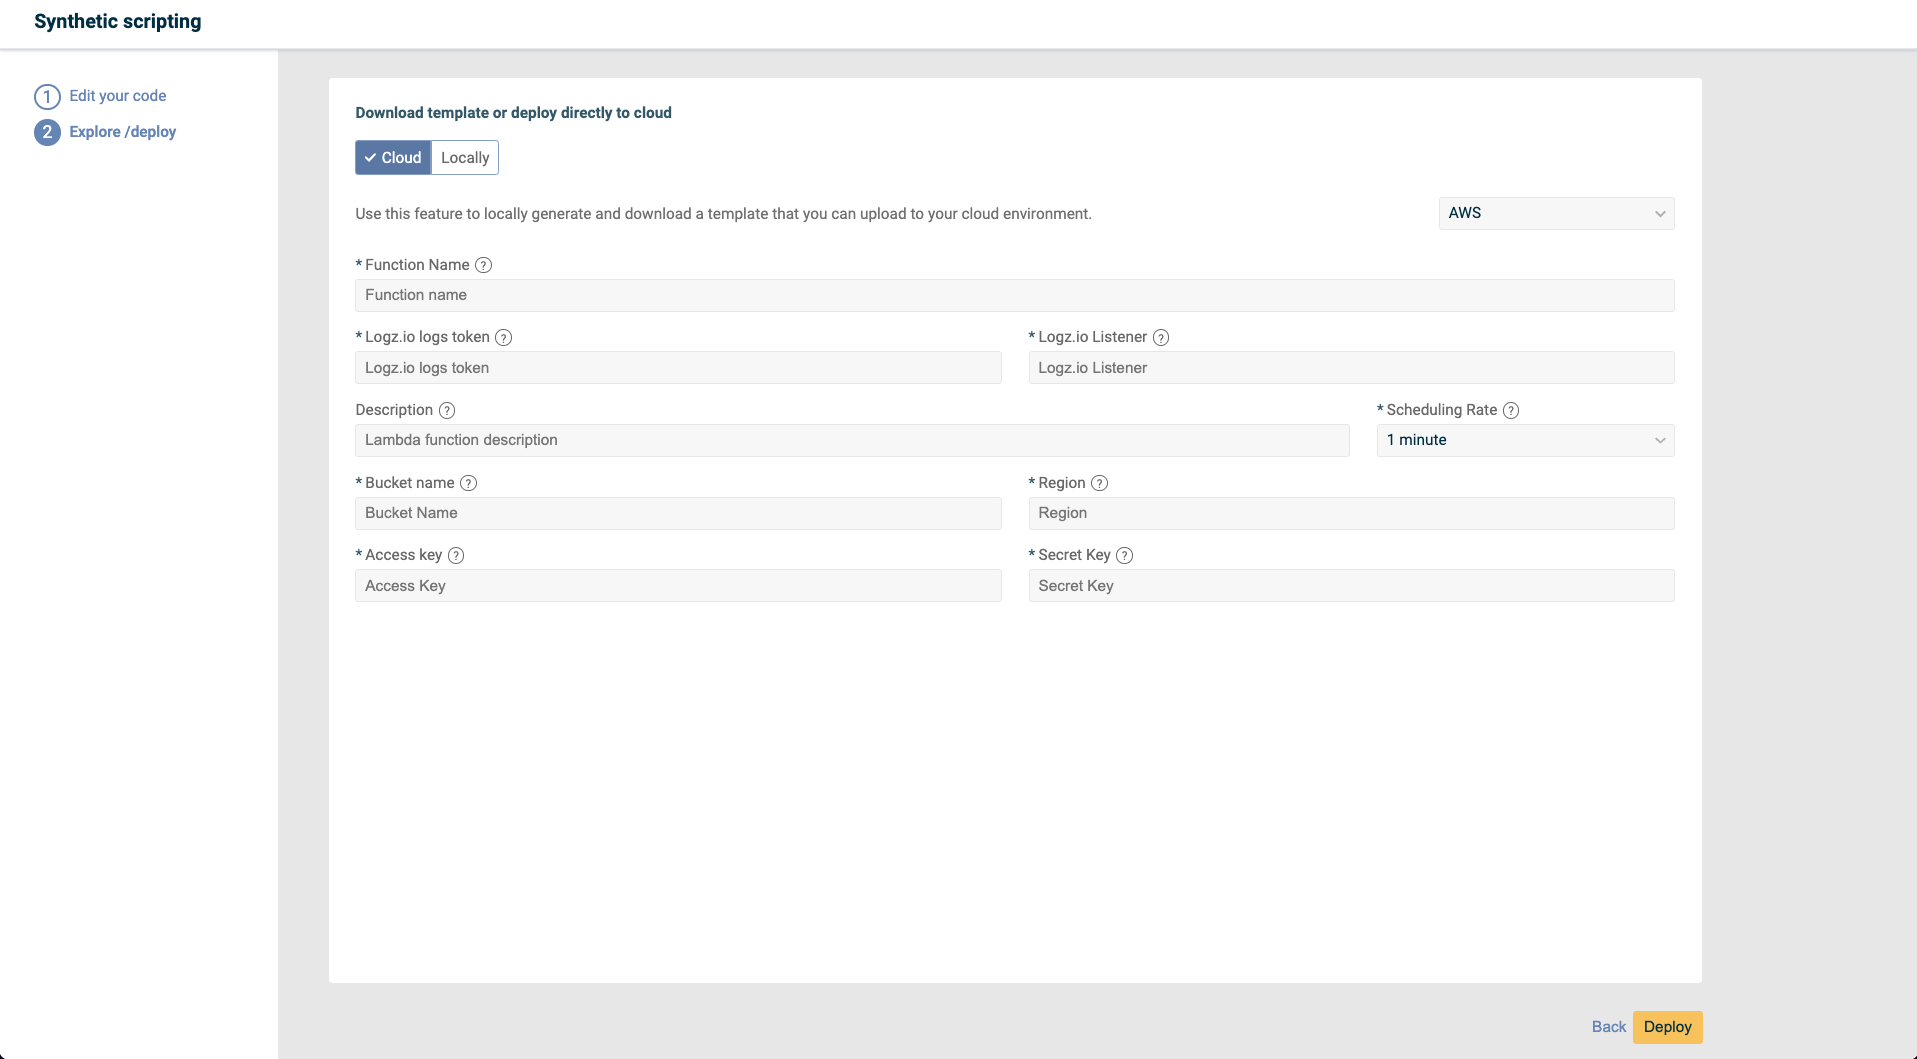 Synthetic scripting
1 Edit your code
2 Explore /deploy
Download template or deploy directly to cloud
Cloud Locally
Use this feature to locally generate and download a template that you can upload to your cloud environment. AWS
* Function Name ?
Function name
* Logz.io logs token ? * Logz.io Listener ?
Logz.io logs token Logz.io Listener
Description ? * Scheduling Rate ?
Lambda function description 1 minute
* Bucket name ? * Region ?
Bucket Name Region
* Access key ? * Secret Key ?
Access Key Secret Key
Back Deploy